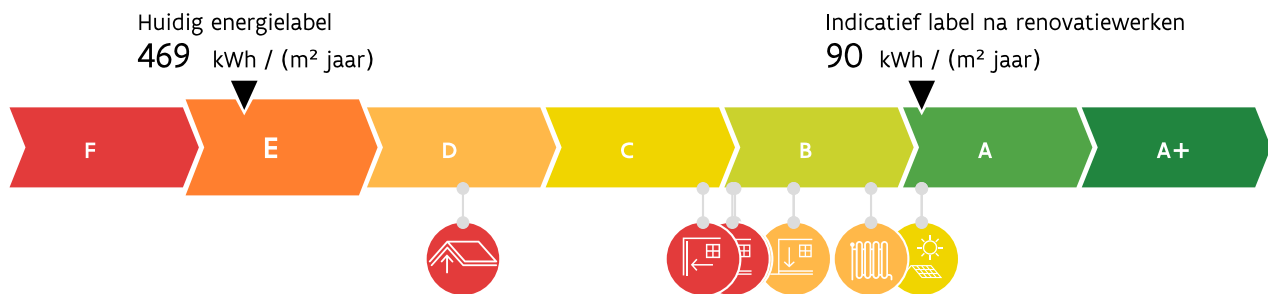 Huidig energielabel
469 kWh / (m² jaar)
Indicatief label na renovatiewerken
90 kWh / (m² jaar)
F
E
D
C
B
A
A+